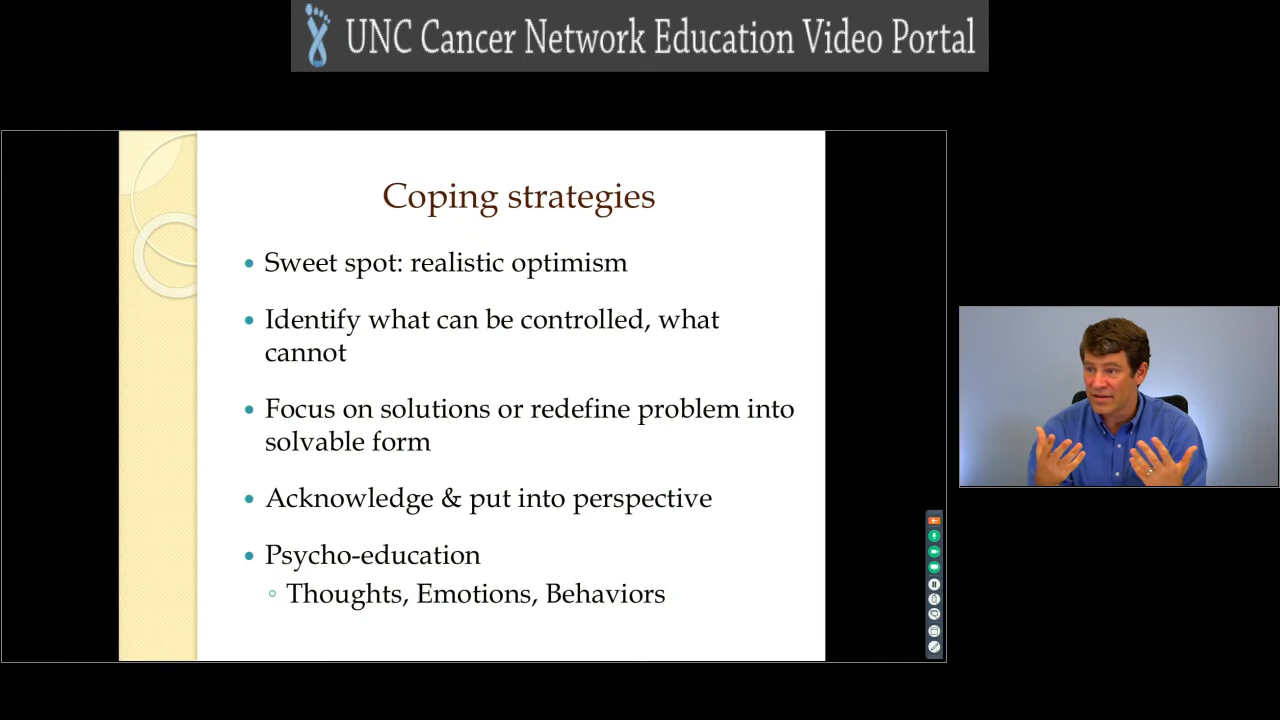 UNC Cancer Network Education Video Portal
Coping strategies
• Sweet spot: realistic optimism
• Identify what can be controlled, what
cannot
• Focus on solutions or redefine problem into
solvable form
• Acknowledge & put into perspective
• Psycho-education
◦ Thoughts, Emotions, Behaviors